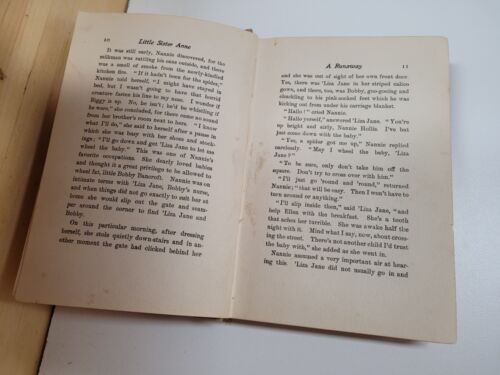 10 Little Sister Anne
It was still early, Nannie discovered, for the
milkman was rattling his cans outside, and there
was a smell of smoke from the newly-kindled
kitchen fire. "If it hadn't been for the spider,"
Nannie told herself, "I might have stayed in
bed, but I wasn't going to have that horrid
creature fasten his line to my nose. I wonder if
Biggy is up. No, he isn't; he'd be whistling if he
were," she concluded, for there came no sound
from her brother's room next to hers. "I know
what I'll do," she said to herself after a pause in
which she was busy with her shoes and stock-
ings; "I'll go down and get 'Liza Jane to let me
wheel the baby." This was one of Nannie's
favorite occupations. She dearly loved babies
and thought it a great privilege to be allowed to
wheel fat, little Bobby Bancroft. Nannie was on
intimate terms with 'Liza Jane, Bobby's nurse,
and when things did not go exactly to suit her at
home she would slip out the gate and scam-
per around the corner to find 'Liza Jane and
Bobby.
On this particular morning, after dressing
herself, she stole quietly down-stairs and in an-
other moment the gate had clicked behind her
A Runaway 11
and she was out of sight of her own front door.
Yes, there was 'Liza Jane in her striped calico
gown, and there, too, was Bobby, goo-gooing and
chuckling to his pink-socked feet which he was
kicking out from under his carriage blanket.
"Hallo!" cried Nannie.
"Hallo yo'self," answered 'Liza Jane. "You're
up bright and airly, Nannie Hollin. I've but
just come down with the baby."
"Yes, a spider got me up," Nannie replied
carelessly. "May I wheel the baby, 'Liza
Jane?"
"To be sure, only don't take him off the
square. Don't try to cross over with him."
"I'll just go 'round and 'round," returned
Nannie; "that will be easy. Then I won't have to
turn around or anything."
"I'll slip inside then," said 'Liza Jane, "and
help Ellen with the breakfast. She's a tooth
that aches her terrible. She was awake half the
night with it. Mind what I say, now, about cross-
ing the street. There's not another child I'd trust
the baby with," she added as she went in.
Nannie assumed a very important air at hear-
ing this. 'Liza Jane did not usually go in and